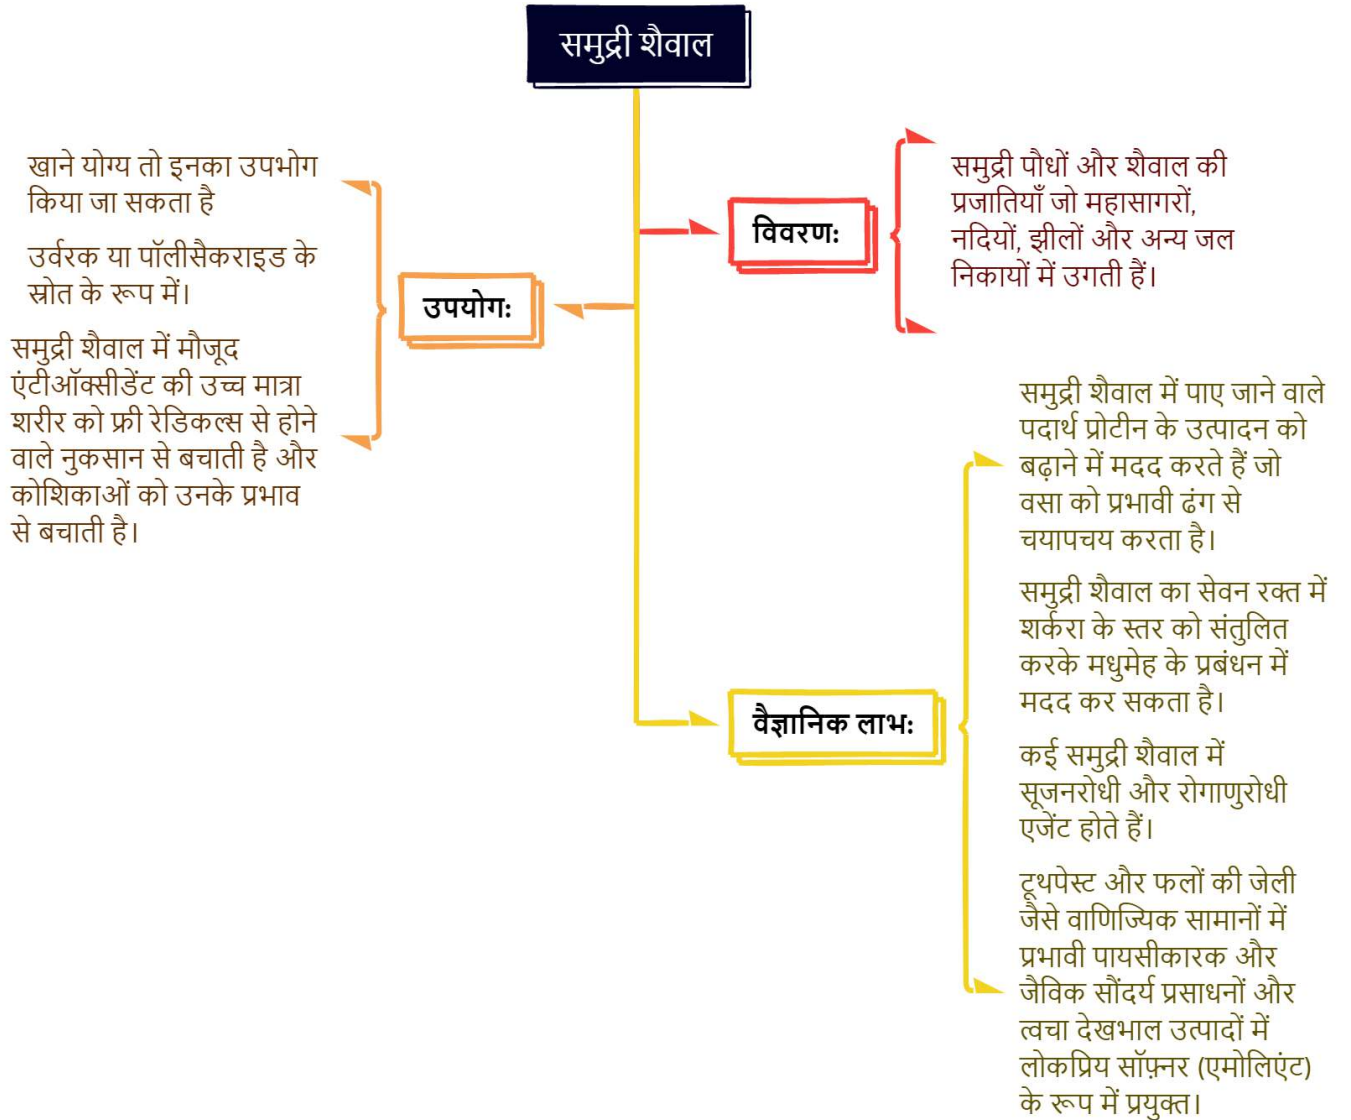 समुद्री शैवाल
विवरण:
समुद्री पौधों और शैवाल की
प्रजातियाँ जो महासागरों,
नदियों, झीलों और अन्य जल
निकायों में उगती हैं।
उपयोग:
खाने योग्य तो इनका उपभोग
किया जा सकता है
उर्वरक या पॉलीसैकराइड के
स्रोत के रूप में।
समुद्री शैवाल में मौजूद
एंटीऑक्सीडेंट की उच्च मात्रा
शरीर को फ्री रेडिकल्स से होने
वाले नुकसान से बचाती है और
कोशिकाओं को उनके प्रभाव
से बचाती है।
वैज्ञानिक लाभ:
समुद्री शैवाल में पाए जाने वाले
पदार्थ प्रोटीन के उत्पादन को
बढ़ाने में मदद करते हैं जो
वसा को प्रभावी ढंग से
चयापचय करता है।
समुद्री शैवाल का सेवन रक्त में
शर्करा के स्तर को संतुलित
करके मधुमेह के प्रबंधन में
मदद कर सकता है।
कई समुद्री शैवाल में
सूजनरोधी और रोगाणुरोधी
एजेंट होते हैं।
टूथपेस्ट और फलों की जेली
जैसे वाणिज्यिक सामानों में
प्रभावी पायसीकारक और
जैविक सौंदर्य प्रसाधनों और
त्वचा देखभाल उत्पादों में
लोकप्रिय सॉफ़्नर (एमोलिएंट)
के रूप में प्रयुक्त।